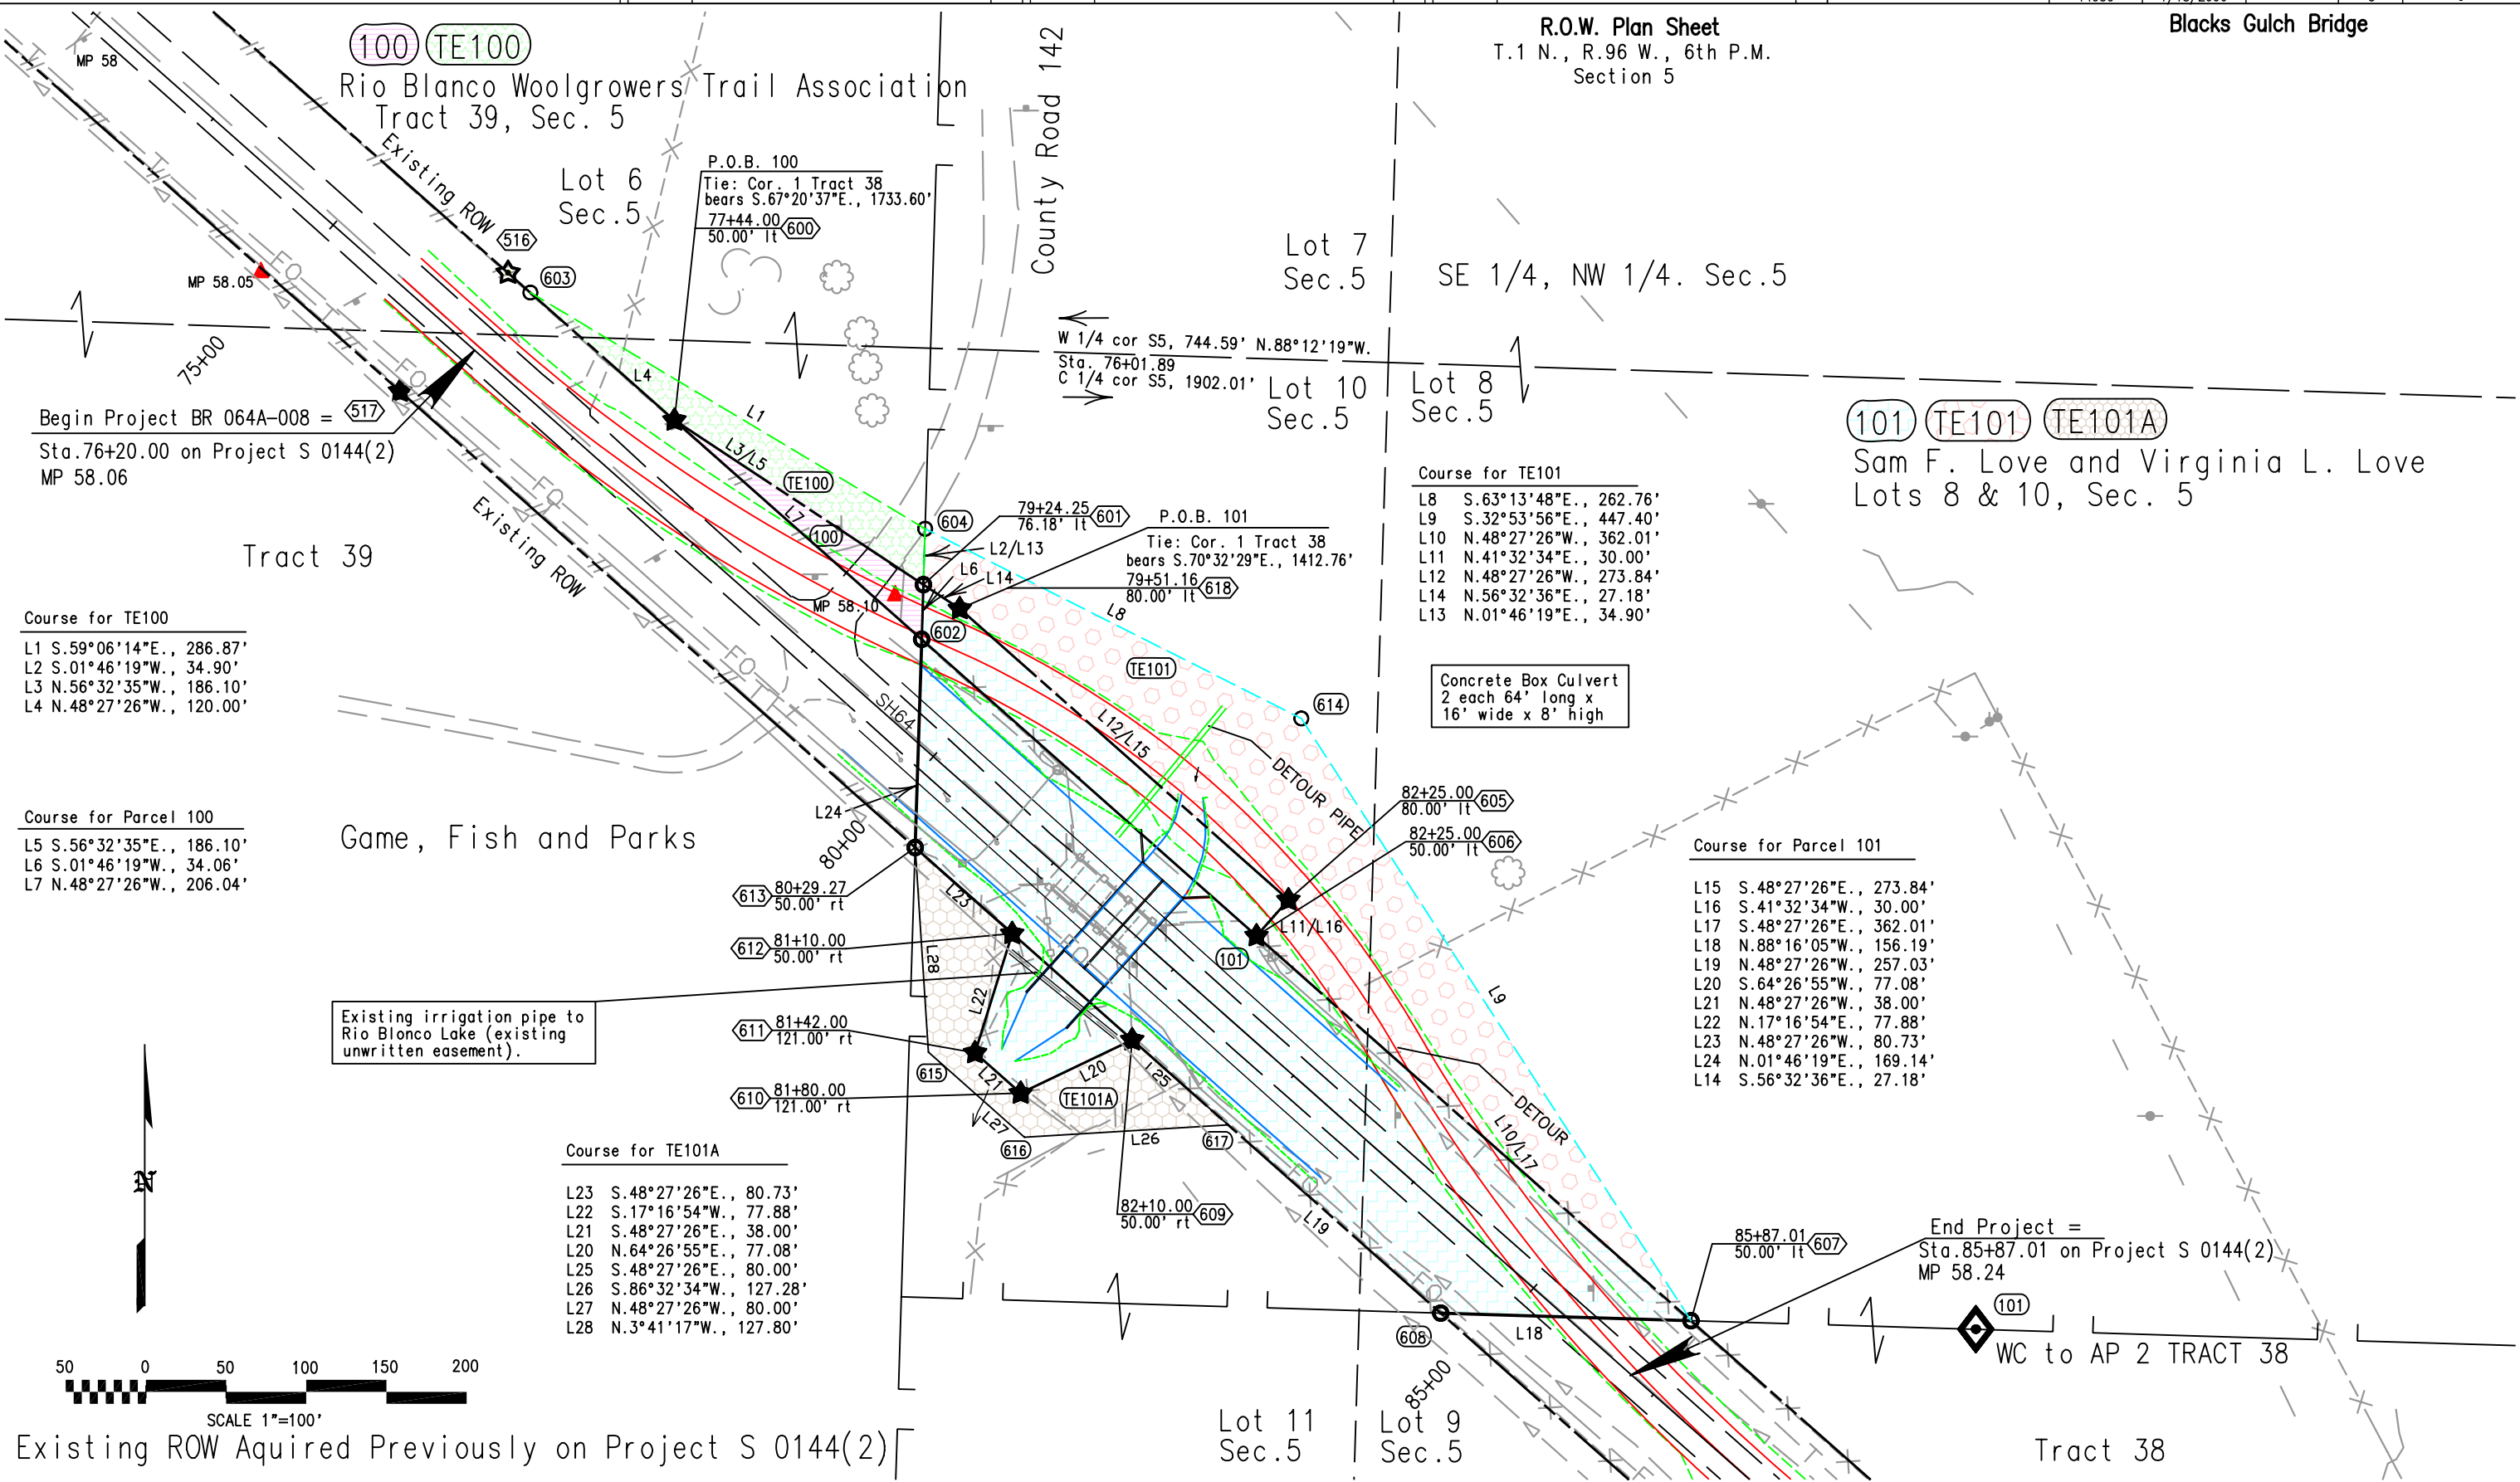 R.O.W. Plan Sheet
T.1 N., R.96 W., 6th P.M.
Section 5
Blacks Gulch Bridge
100
TE100
Rio Blanco Woolgrowers Trail Association
Tract 39, Sec. 5
MP 58
Existing ROW
Lot 6
Sec.5
P.O.B. 100
Tie: Cor. 1 Tract 38
bears S.67°20'37"E., 1733.60'
77+44.00
50.00' lt
600
County Road 142
Lot 7
Sec.5
SE 1/4, NW 1/4. Sec.5
516
603
MP 58.05
FO
T
75+00
W 1/4 cor S5, 744.59' N.88°12'19"W.
Sta. 76+01.89
C 1/4 cor S5, 1902.01'
Lot 10
Sec.5
Lot 8
Sec.5
Begin Project BR 064A-008 =
517
Sta.76+20.00 on Project S 0144(2)
MP 58.06
L4
L1
L3/L5
TE100
L7
100
101
TE101
TE101A
Sam F. Love and Virginia L. Love
Lots 8 & 10, Sec. 5
Course for TE101
L8 S.63°13'48"E., 262.76'
L9 S.32°53'56"E., 447.40'
L10 N.48°27'26"W., 362.01'
L11 N.41°32'34"E., 30.00'
L12 N.48°27'26"W., 273.84'
L14 N.56°32'36"E., 27.18'
L13 N.01°46'19"E., 34.90'
604
79+24.25
76.18' lt
601
L2/L13
P.O.B. 101
Tie: Cor. 1 Tract 38
bears S.70°32'29"E., 1412.76'
79+51.16
80.00' lt
618
L6
L14
MP 58.10
602
L8
TE101
614
Tract 39
Existing ROW
FO
Course for TE100
L1 S.59°06'14"E., 286.87'
L2 S.01°46'19"W., 34.90'
L3 N.56°32'35"W., 186.10'
L4 N.48°27'26"W., 120.00'
Concrete Box Culvert
2 each 64' long x
16' wide x 8' high
SH64
L12/L15
DETOUR PIPE
82+25.00
80.00' lt
605
82+25.00
50.00' lt
606
Course for Parcel 100
L5 S.56°32'35"E., 186.10'
L6 S.01°46'19"W., 34.06'
L7 N.48°27'26"W., 206.04'
Game, Fish and Parks
L24
80+00
613
80+29.27
50.00' rt
L23
612
81+10.00
50.00' rt
L28
L22
L11/L16
101
L9
Course for Parcel 101
L15 S.48°27'26"E., 273.84'
L16 S.41°32'34"W., 30.00'
L17 S.48°27'26"E., 362.01'
L18 N.88°16'05"W., 156.19'
L19 N.48°27'26"W., 257.03'
L20 S.64°26'55"W., 77.08'
L21 N.48°27'26"W., 38.00'
L22 N.17°16'54"E., 77.88'
L23 N.48°27'26"W., 80.73'
L24 N.01°46'19"E., 169.14'
L14 S.56°32'36"E., 27.18'
Existing irrigation pipe to
Rio Blonco Lake (existing
unwritten easement).
611
81+42.00
121.00' rt
615
L21
L20
L25
610
81+80.00
121.00' rt
TE101A
L27
616
L26
617
DETOUR
L10/L17
Course for TE101A
L23 S.48°27'26"E., 80.73'
L22 S.17°16'54"W., 77.88'
L21 S.48°27'26"E., 38.00'
L20 N.64°26'55"E., 77.08'
L25 S.48°27'26"E., 80.00'
L26 S.86°32'34"W., 127.28'
L27 N.48°27'26"W., 80.00'
L28 N.3°41'17"W., 127.80'
N
82+10.00
50.00' rt
609
L19
85+87.01
50.00' lt
607
End Project =
Sta.85+87.01 on Project S 0144(2)
MP 58.24
FO
608
L18
101
WC to AP 2 TRACT 38
85+00
50 0 50 100 150 200
SCALE 1"=100'
Existing ROW Aquired Previously on Project S 0144(2)
Lot 11
Sec.5
Lot 9
Sec.5
Tract 38